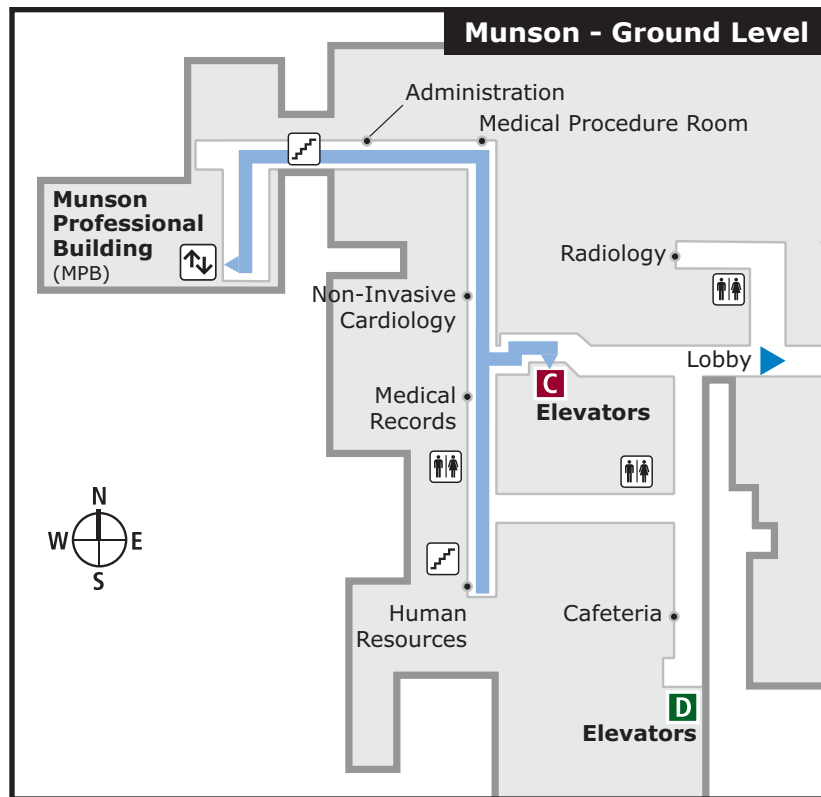 Munson - Ground Level
Administration
Medical Procedure Room
Munson
Professional
Building
(MPB)
Radiology
Non-Invasive
Cardiology
Lobby
C
Elevators
Medical
Records
N
W E
S
Human
Resources
Cafeteria
D
Elevators